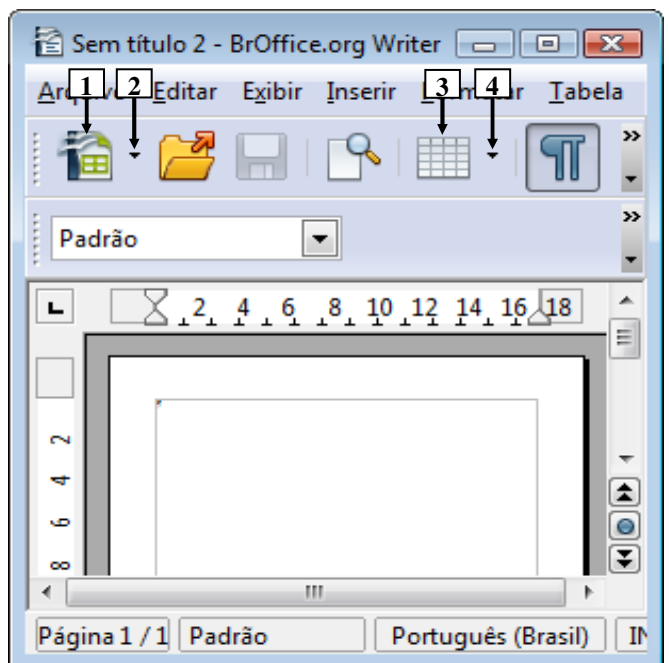 Sem título 2 - BrOffice.org Writer
1 2 3 4
Editar Exibir Inserir Tabela
Padrão
2 4 6 8 10 12 14 16 18
2
4
6
8
Página 1 / 1 Padrão Português (Brasil)